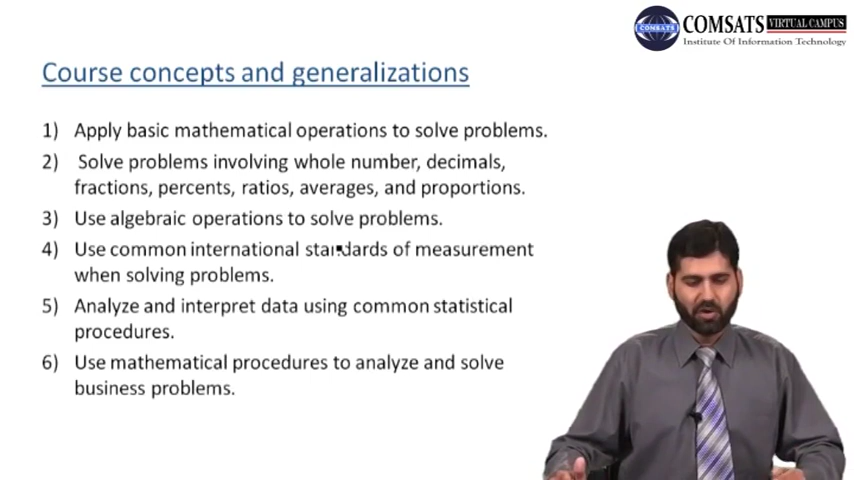 COMSATS VIRTUAL CAMPUS
COMSATS
Institute Of Information Technology
Course concepts and generalizations
1) Apply basic mathematical operations to solve problems.
2) Solve problems involving whole number, decimals,
fractions, percents, ratios, averages, and proportions.
3) Use algebraic operations to solve problems.
4) Use common international standards of measurement
when solving problems.
5) Analyze and interpret data using common statistical
procedures.
6) Use mathematical procedures to analyze and solve
business problems.